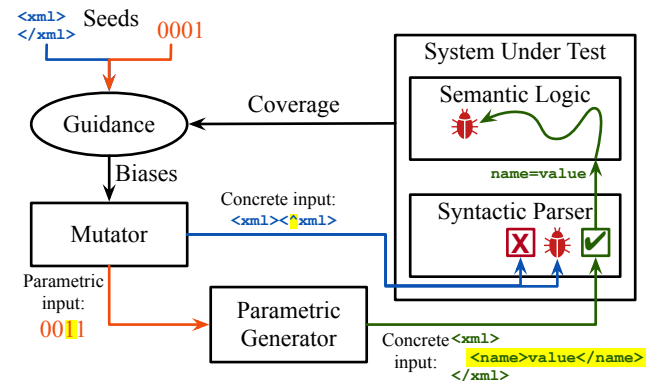 <xml>
</xml>
Seeds
0001
System Under Test
Semantic Logic
Coverage
Guidance
Biases
name=value
Concrete input:
<xml><^xml>
Syntactic Parser
X
Mutator
Parametric
input:
0011
Parametric
Generator
Concrete
input:
<xml>
<name>value</name>
</xml>